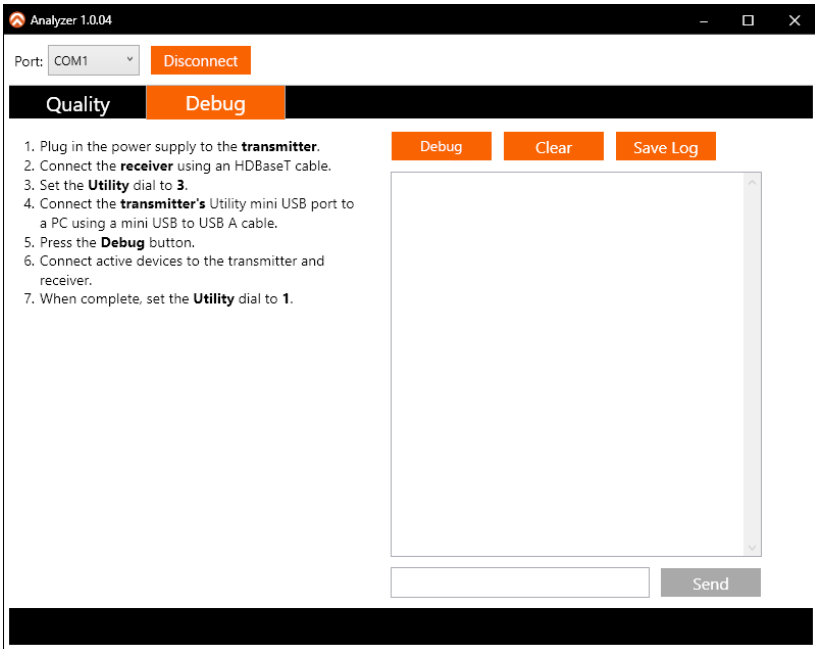 Analyzer 1.0.04
Port: COM1 Disconnect
Quality Debug
1. Plug in the power supply to the transmitter.
2. Connect the receiver using an HDBaseT cable.
3. Set the Utility dial to 3.
4. Connect the transmitter's Utility mini USB port to
a PC using a mini USB to USB A cable.
5. Press the Debug button.
6. Connect active devices to the transmitter and
receiver.
7. When complete, set the Utility dial to 1.
Debug Clear Save Log
Send